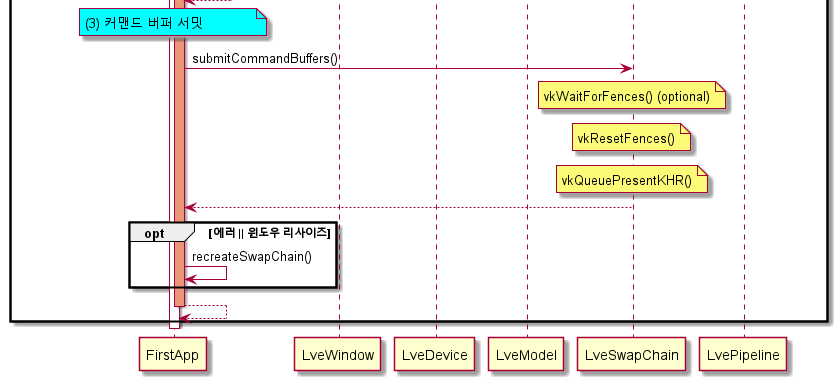 (3) 커맨드 버퍼 서밋
submitCommandBuffers()
vkWaitForFences() (optional)
vkResetFences()
vkQueuePresentKHR()
opt [에러 || 윈도우 리사이즈]
recreateSwapChain()
FirstApp LveWindow LveDevice LveModel LveSwapChain LvePipeline